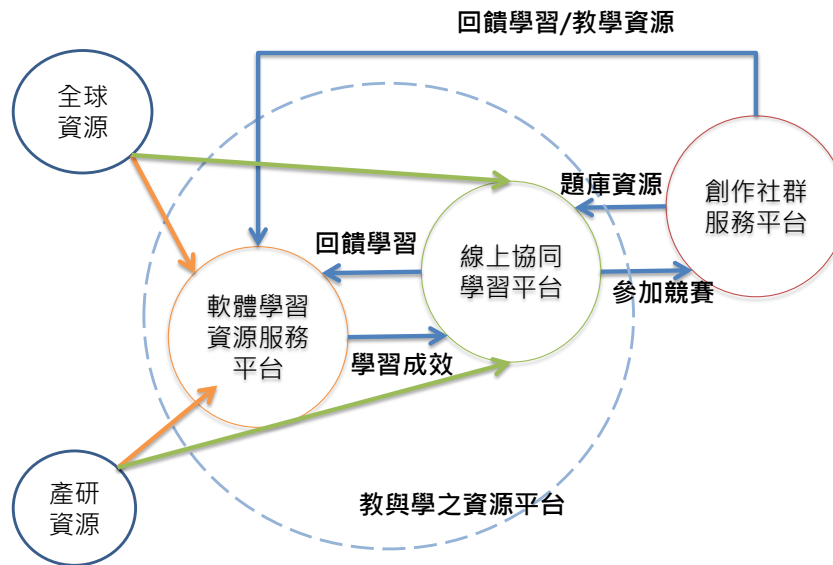 回饋學習/教學資源
全球
資源
題庫資源
創作社群
服務平台
回饋學習
線上協同
學習平台
參加競賽
軟體學習
資源服務
平台
學習成效
教與學之資源平台
產研
資源